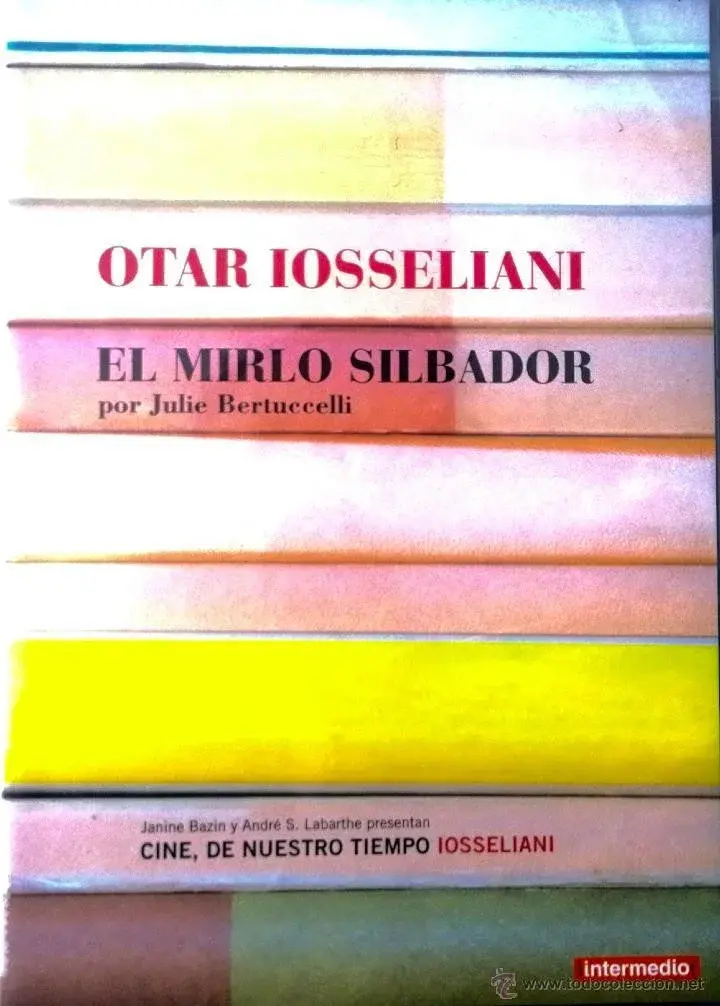 OTAR IOSSELIANI
EL MIRLO SILBADOR
por Julie Bertuccelli
Janine Bazin y André S. Labarthe presentan
CINE, DE NUESTRO TIEMPO IOSSELIANI
intermedio
© www.todocoleccion.net